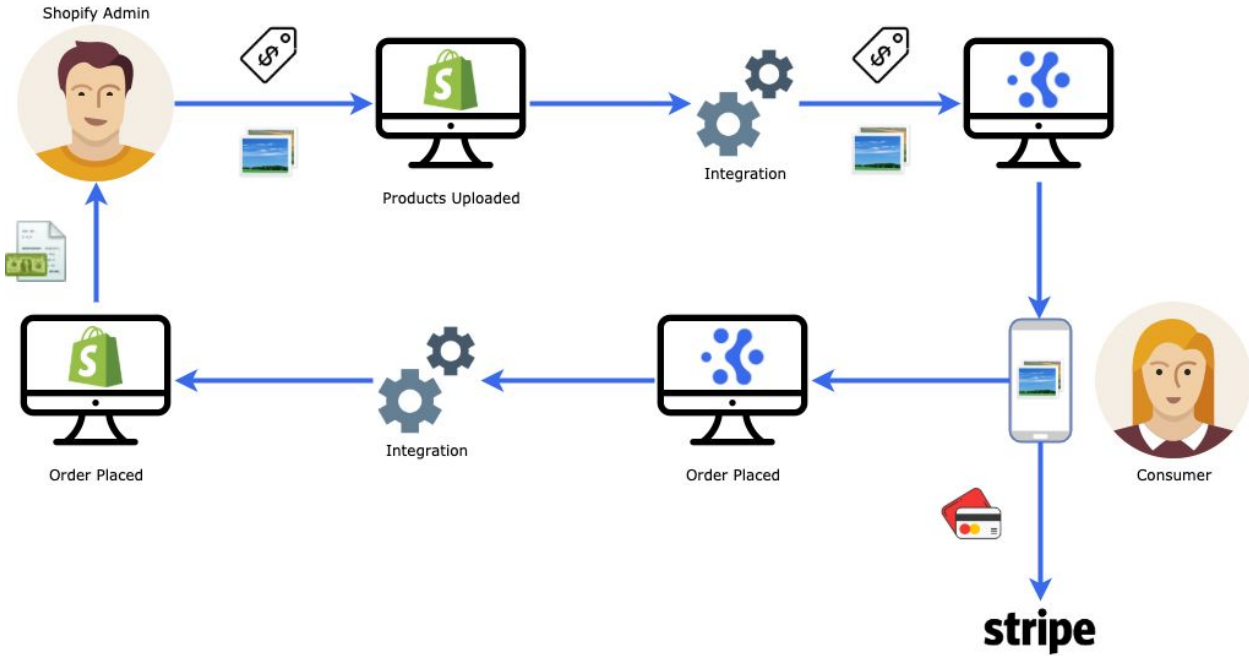 Shopify Admin
Products Uploaded
Integration
Order Placed
Integration
Order Placed
Consumer
stripe